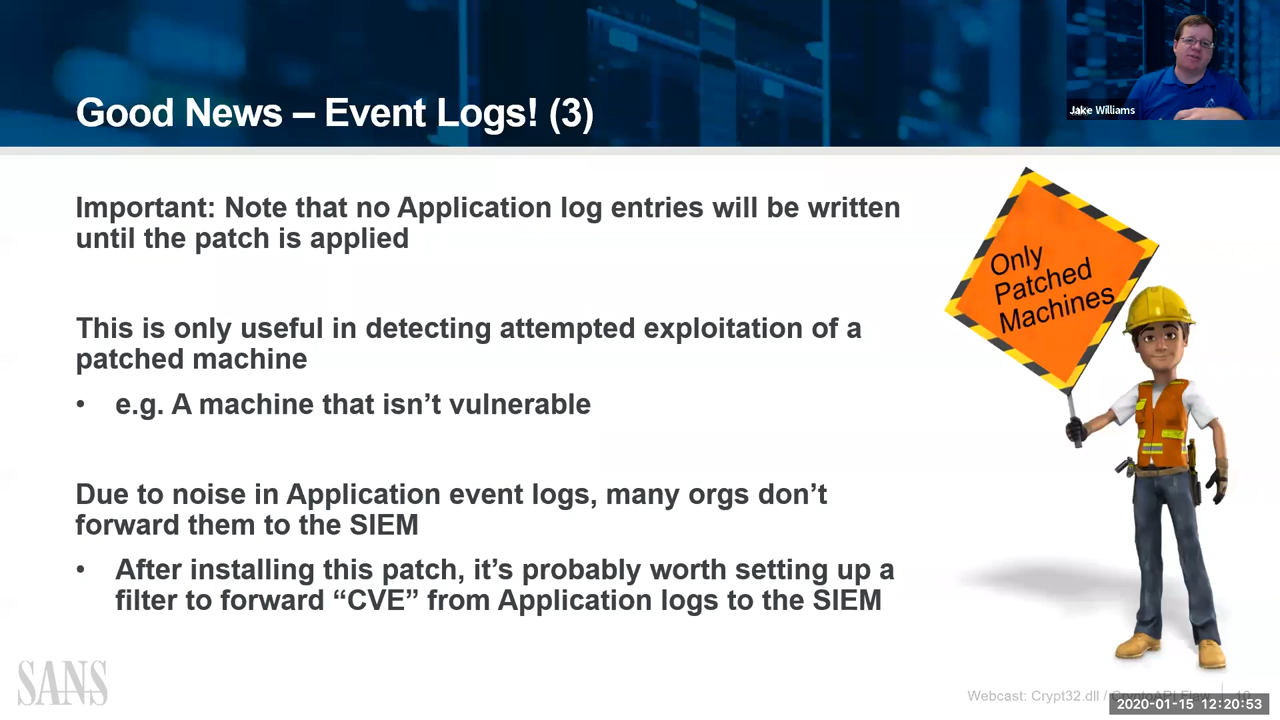 Good News – Event Logs! (3)
Jake Williams
Important: Note that no Application log entries will be written
until the patch is applied
Only
Patched
Machines
This is only useful in detecting attempted exploitation of a
patched machine
• e.g. A machine that isn’t vulnerable
Due to noise in Application event logs, many orgs don’t
forward them to the SIEM
• After installing this patch, it’s probably worth setting up a
filter to forward “CVE” from Application logs to the SIEM
SANS
Webcast: Crypt32.dll / CryptoAPI Flaw | 10
2020-01-15 12:20:53